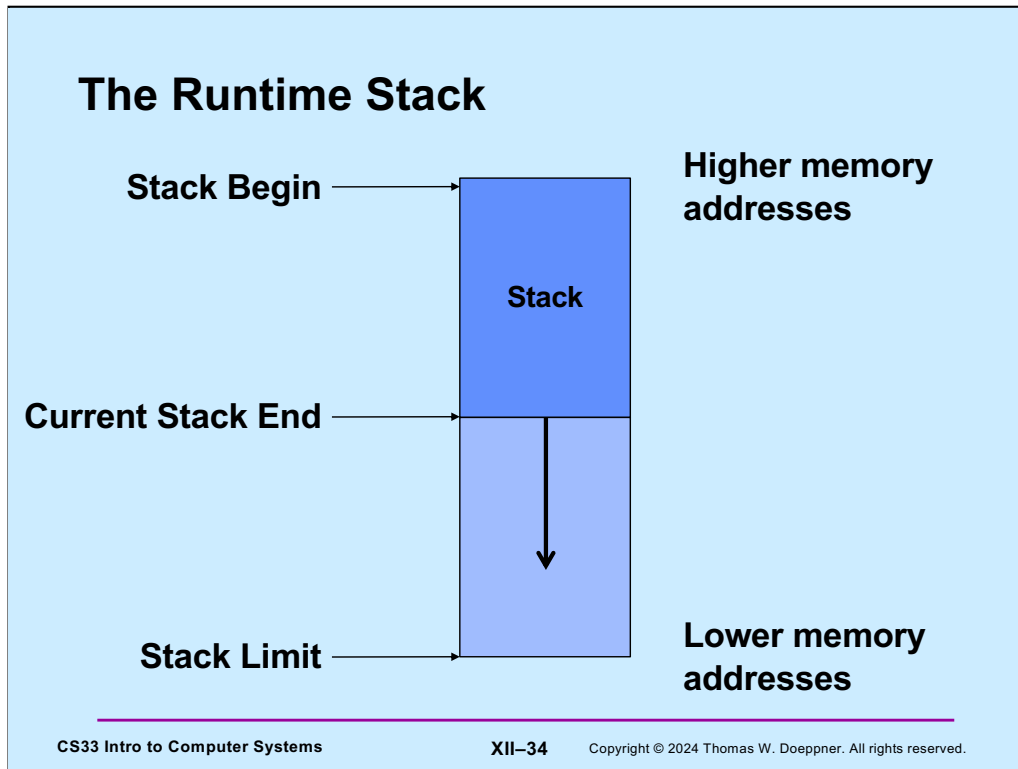 The Runtime Stack
Stack Begin
Higher memory
addresses
Stack
Current Stack End
Stack Limit
Lower memory
addresses
CS33 Intro to Computer Systems
XII–34
Copyright © 2024 Thomas W. Doeppner. All rights reserved.